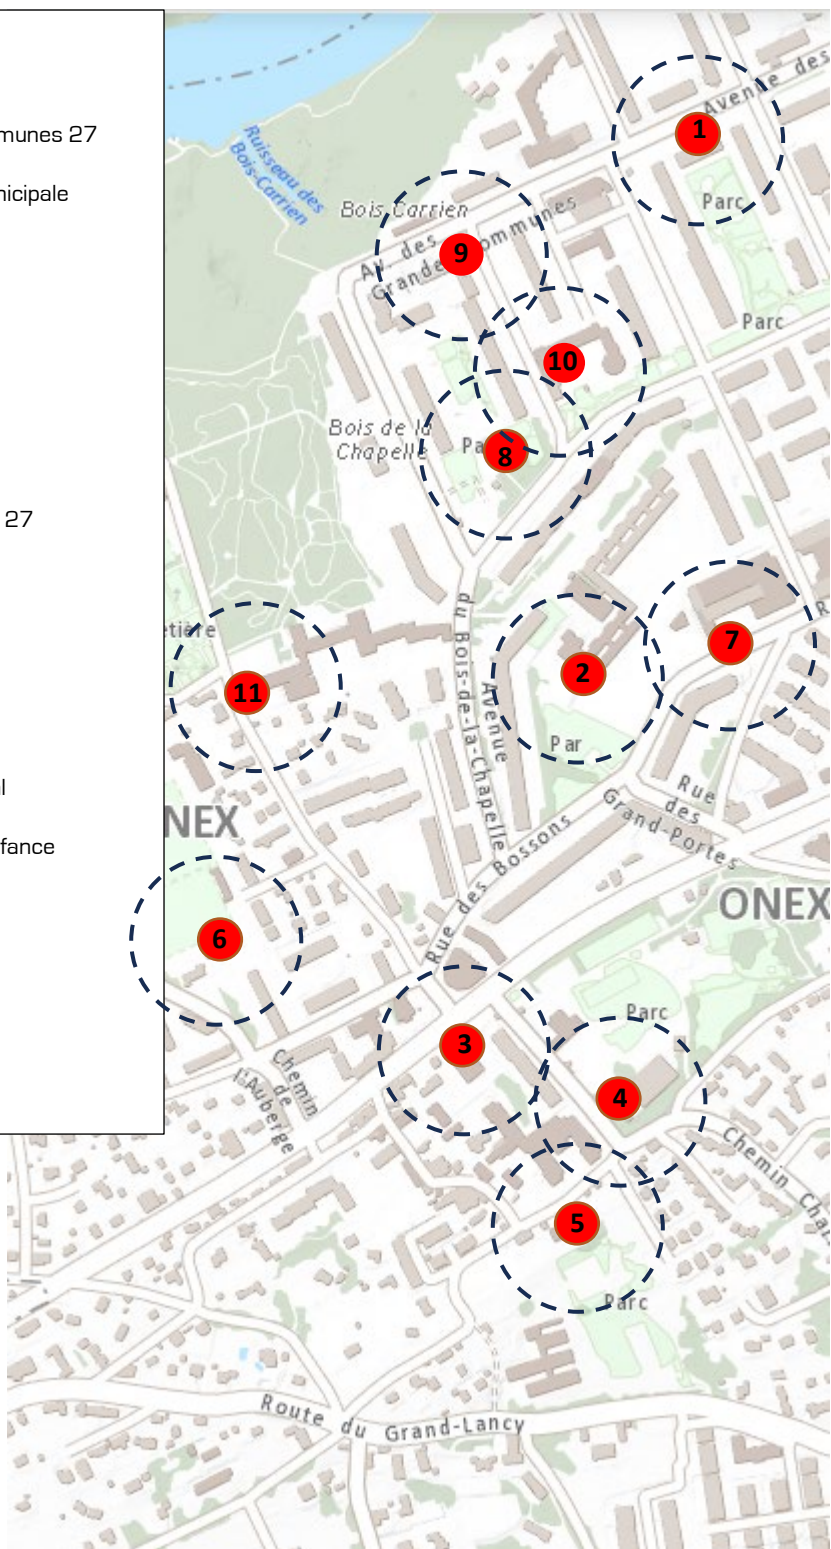 munes 27
nicipale
27
l
fance
Avenue des
1
Parc
Ruisseau des
Bois-Carrien
Bois Carrien
Av. des
Grandes Communes
9
Parc
10
Bois de la
Chapelle
Pa
8
etière
11
Avenue
du Bois-de-la-Chapelle
2
7
R
Par
Rue
des
Grand-Portes
NEX
Rue des Bossons
ONEX
6
Parc
3
4
Chemin
de
l'Auberge
Chemin Cha
5
Parc
Route du Grand-Lancy